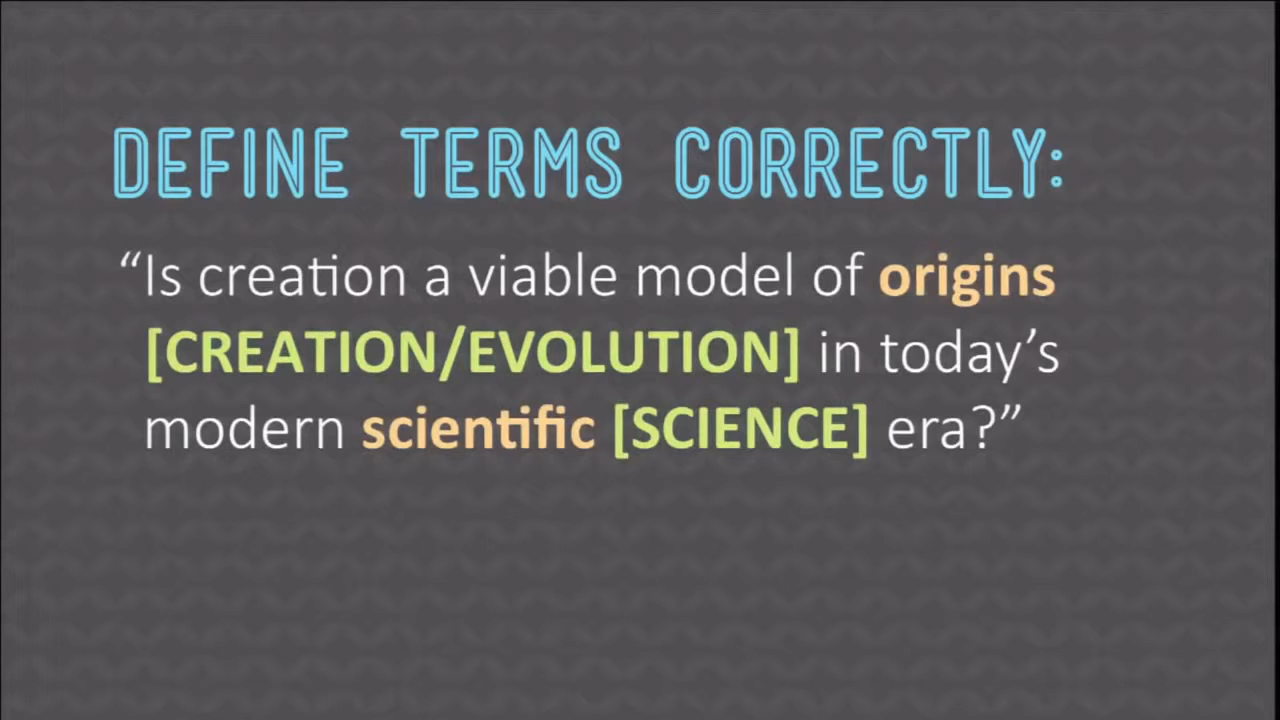 DEFINE TERMS CORRECTLY:
“Is creation a viable model of origins
[CREATION/EVOLUTION] in today’s
modern scientific [SCIENCE] era?”